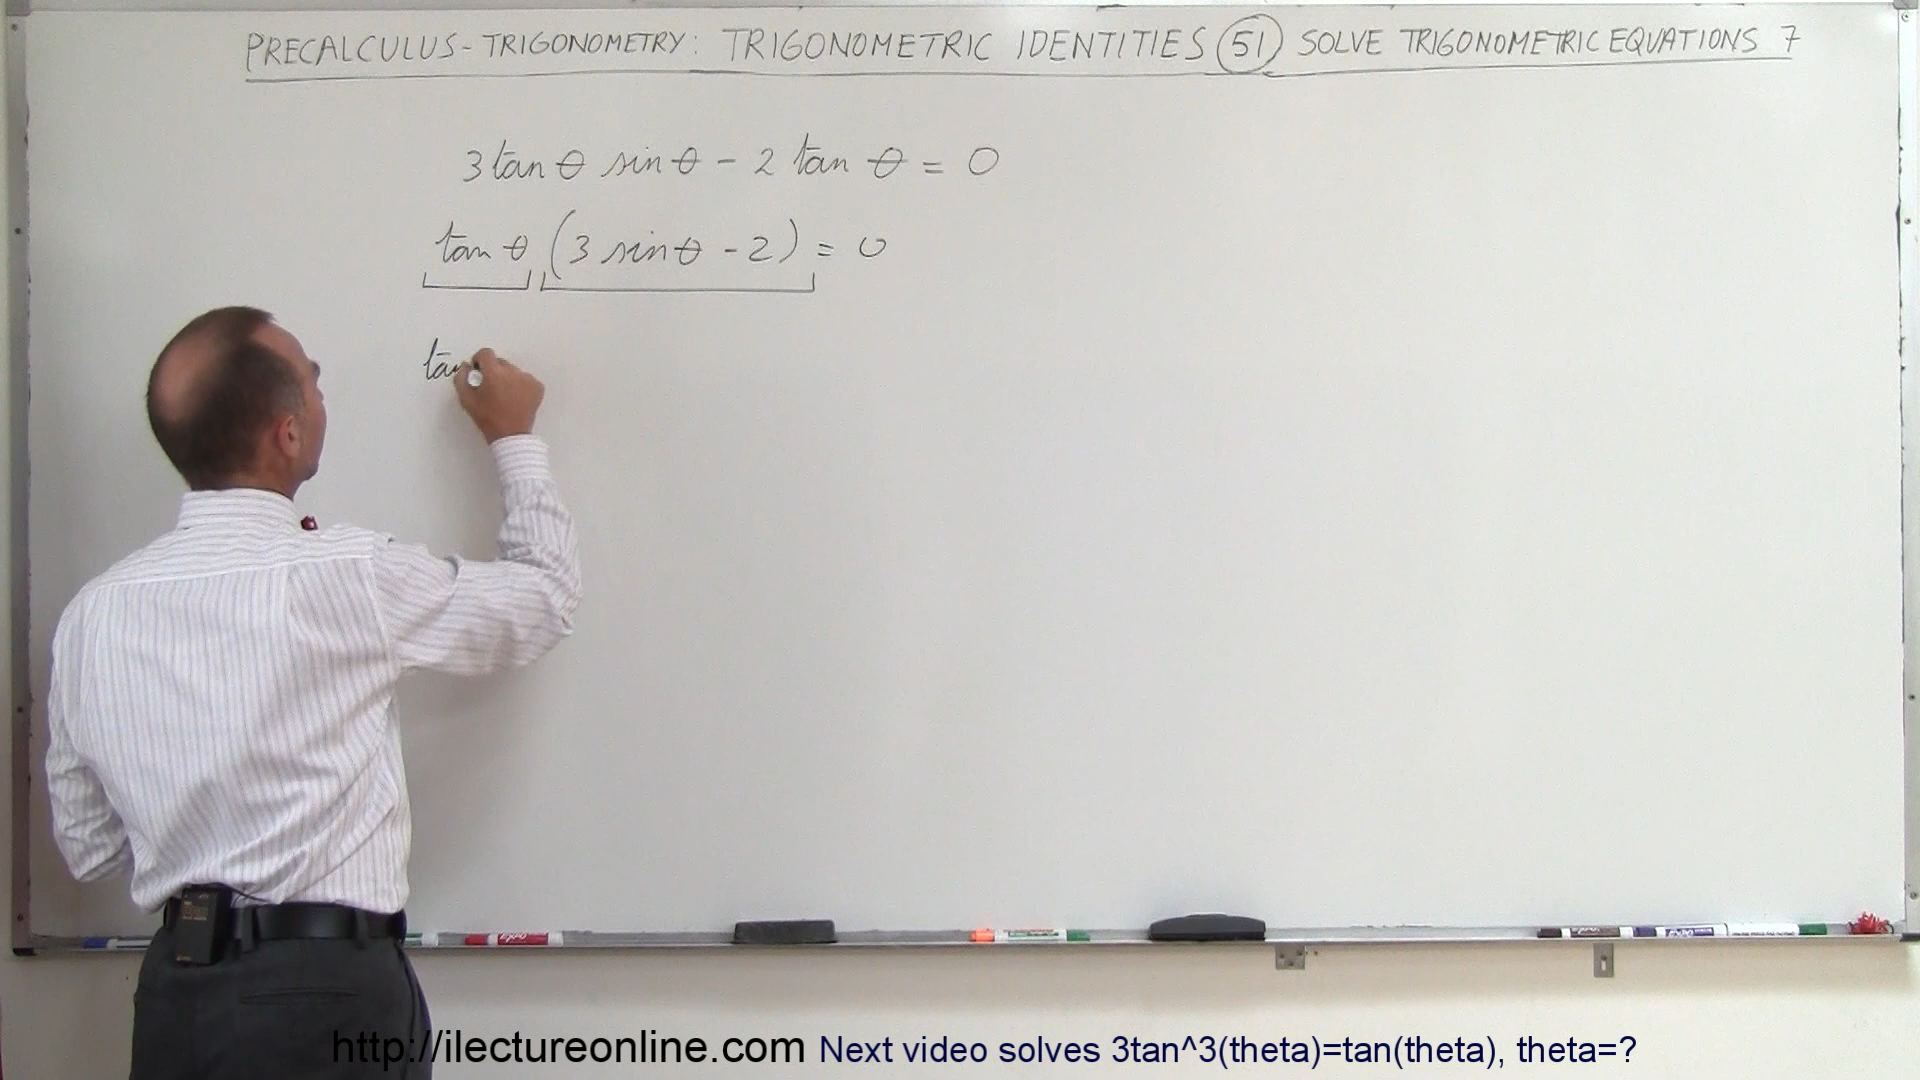 PRECALCULUS - TRIGONOMETRY: TRIGONOMETRIC IDENTITIES 51 SOLVE TRIGONOMETRIC EQUATIONS 7
3 tan θ sin θ - 2 tan θ = 0
tan θ (3 sin θ - 2) = 0
tan
http://ilectureonline.com Next video solves 3tan^3(theta)=tan(theta), theta=?